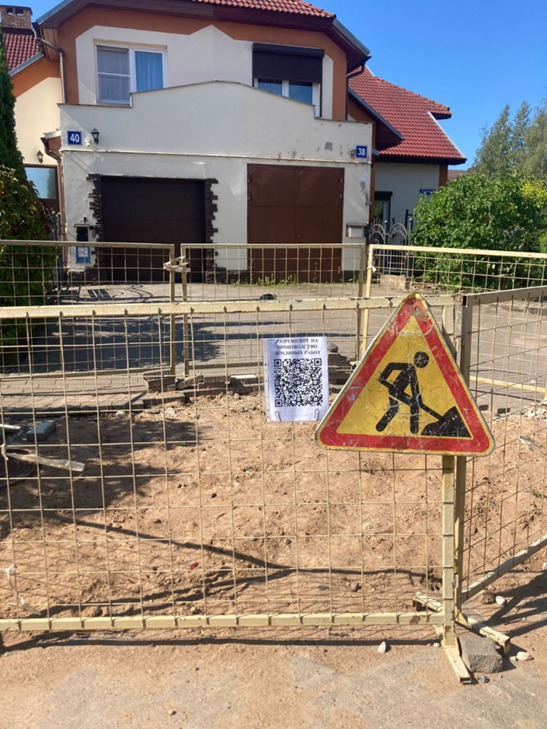 40
38
РАЗРЕШЕНИЕ НА
ПРОИЗВОДСТВО
ЗЕМЛЯНЫХ РАБОТ